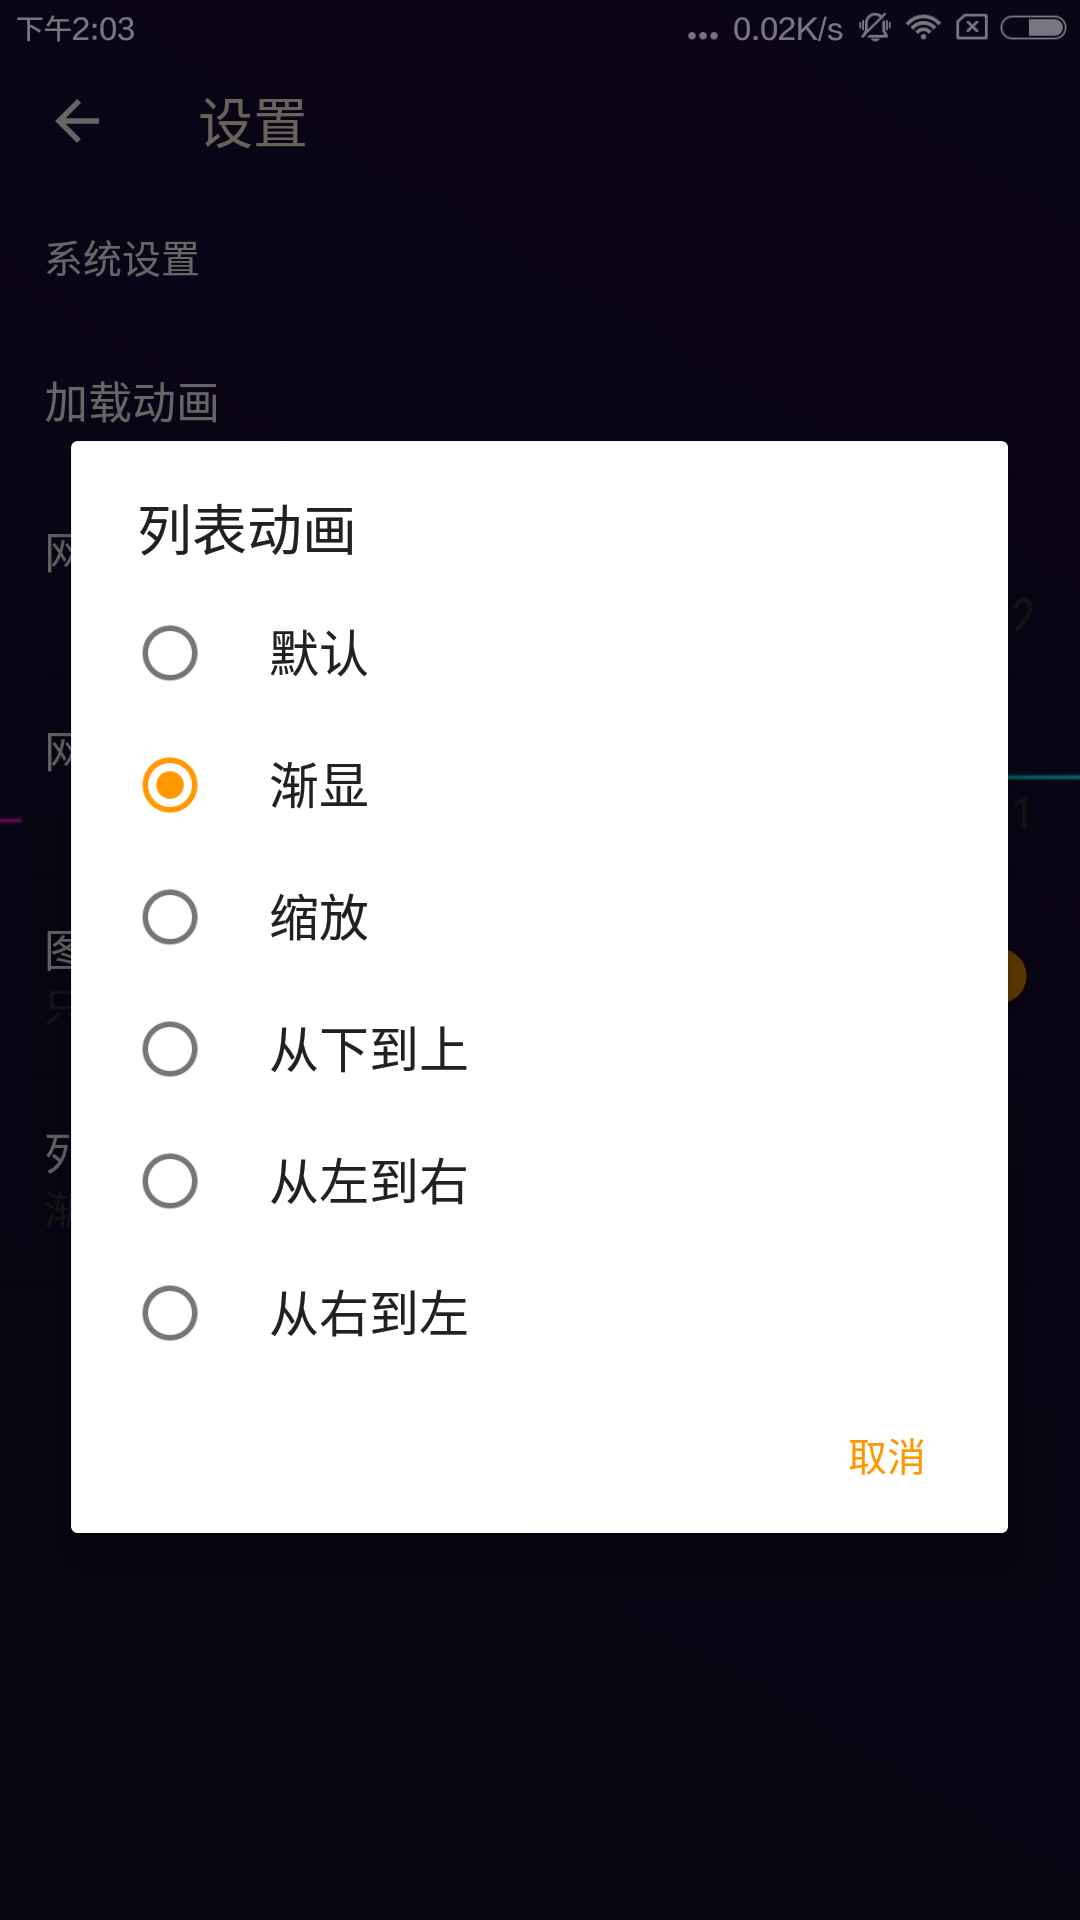 下午2:03
... 0.02K/s
设置
系统设置
加载动画
列表动画
默认
渐显
缩放
从下到上
从左到右
从右到左
取消
网
2
网
1
图
只
列
渐